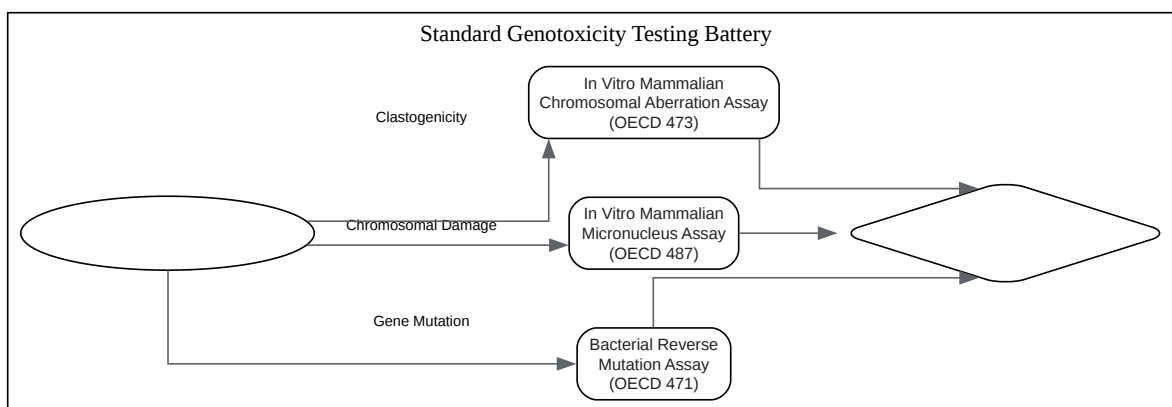 Standard Genotoxicity Testing Battery
In Vitro Mammalian
Chromosomal Aberration Assay
(OECD 473)
Clastogenicity
Chromosomal Damage
In Vitro Mammalian
Micronucleus Assay
(OECD 487)
Gene Mutation
Bacterial Reverse
Mutation Assay
(OECD 471)